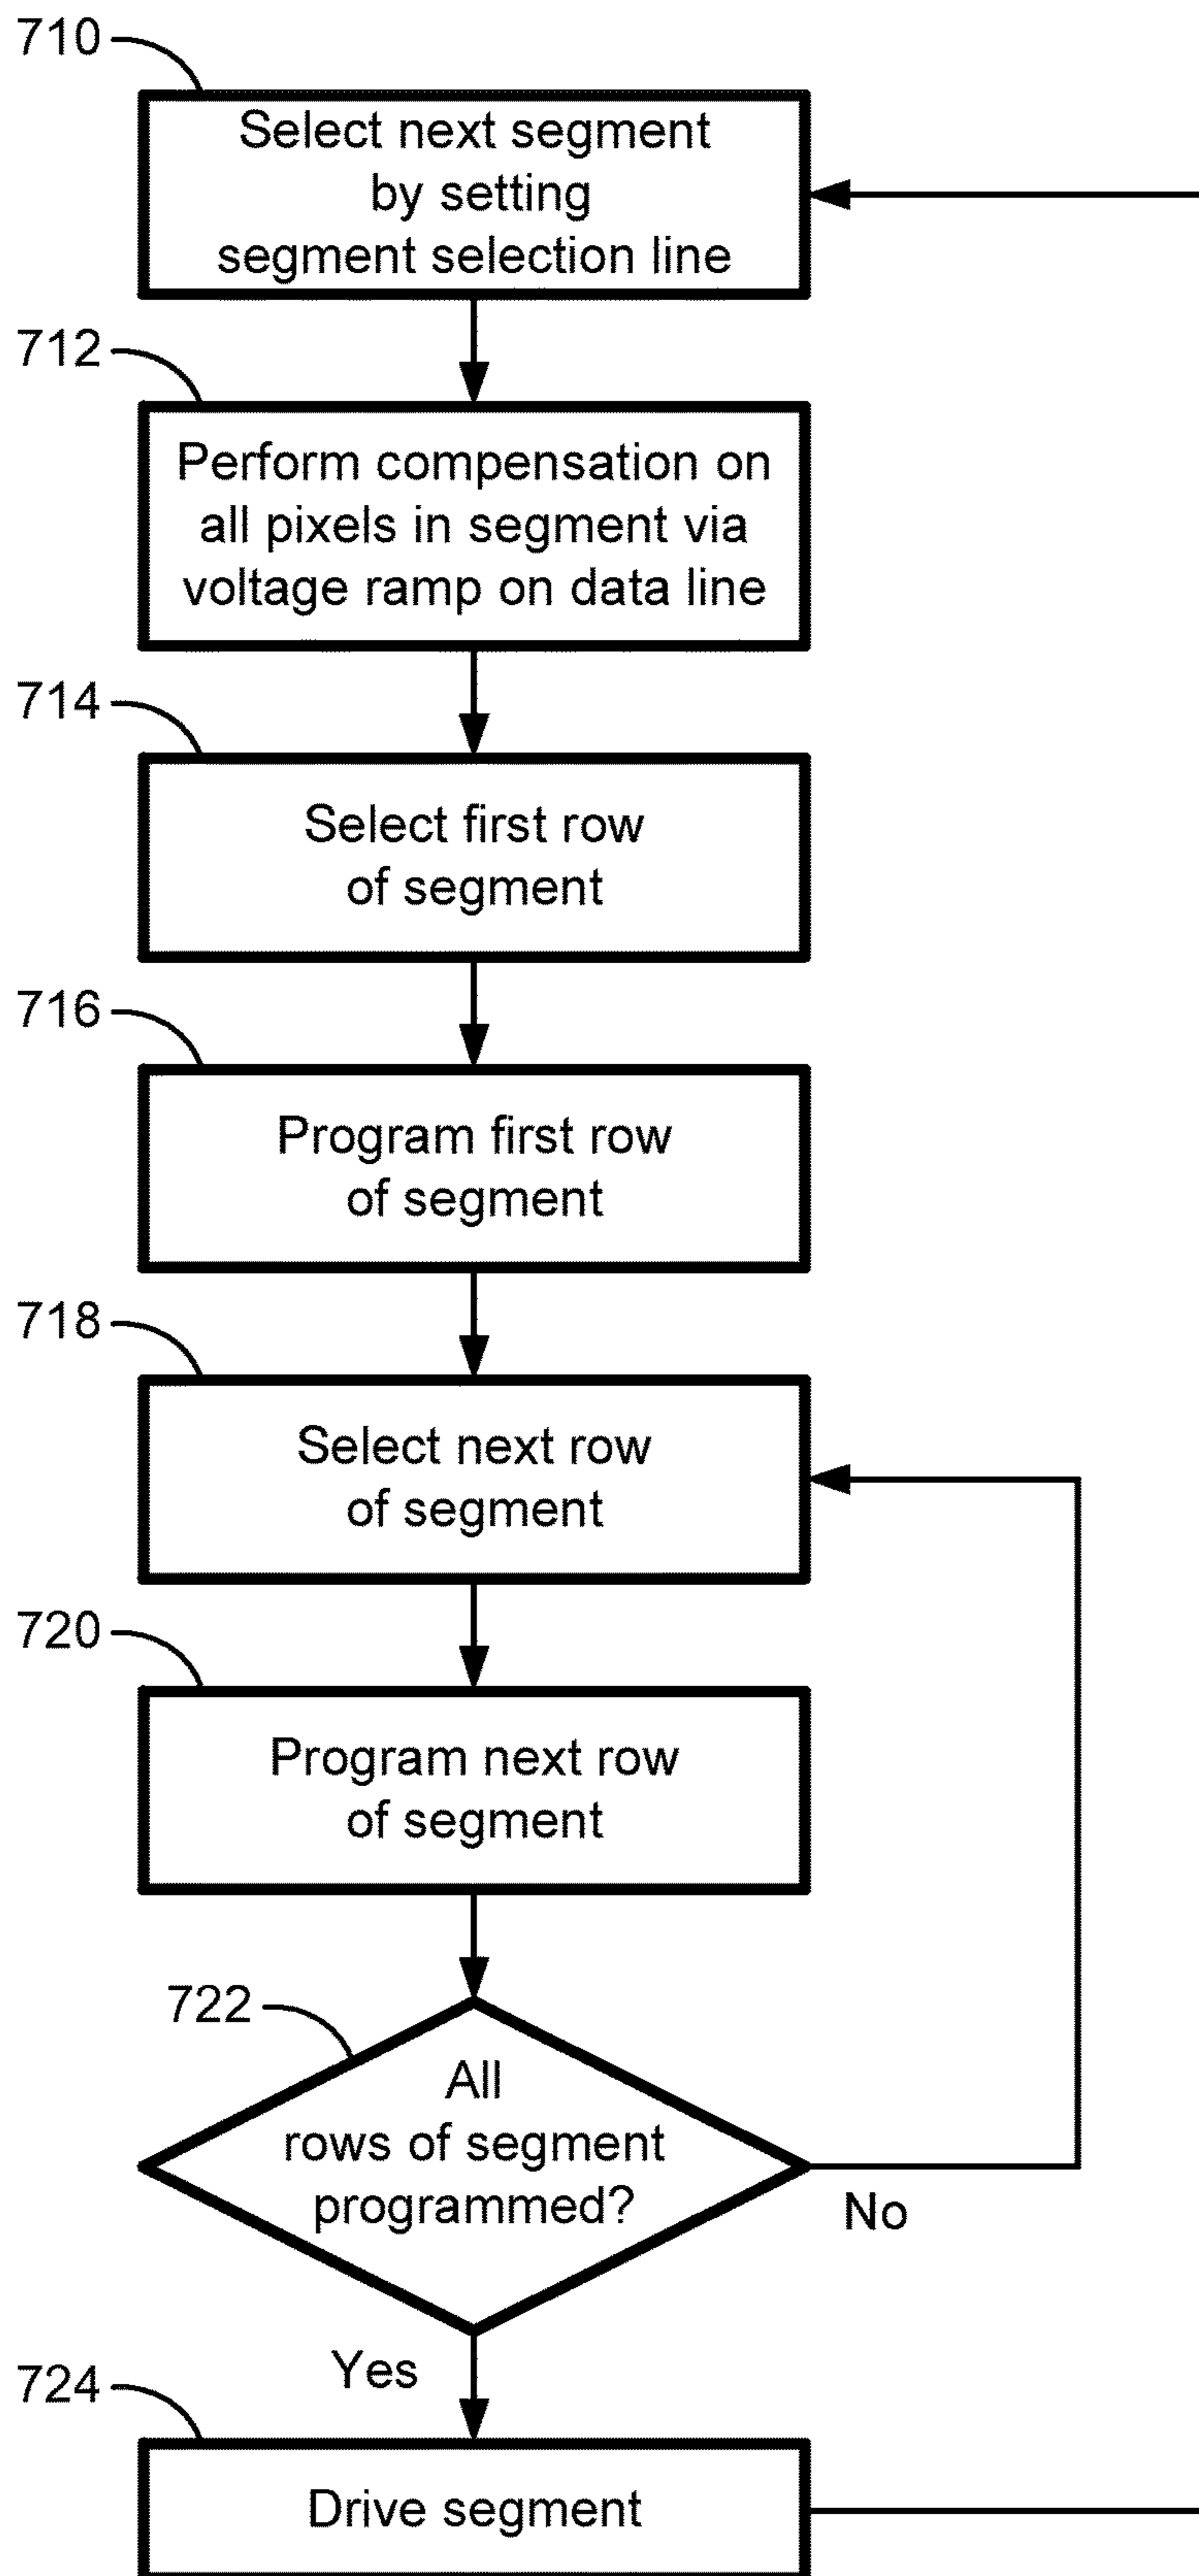 710
Select next segment
by setting
segment selection line
712
Perform compensation on
all pixels in segment via
voltage ramp on data line
714
Select first row
of segment
716
Program first row
of segment
718
Select next row
of segment
720
Program next row
of segment
722
All
rows of segment
programmed?
No
Yes
724
Drive segment